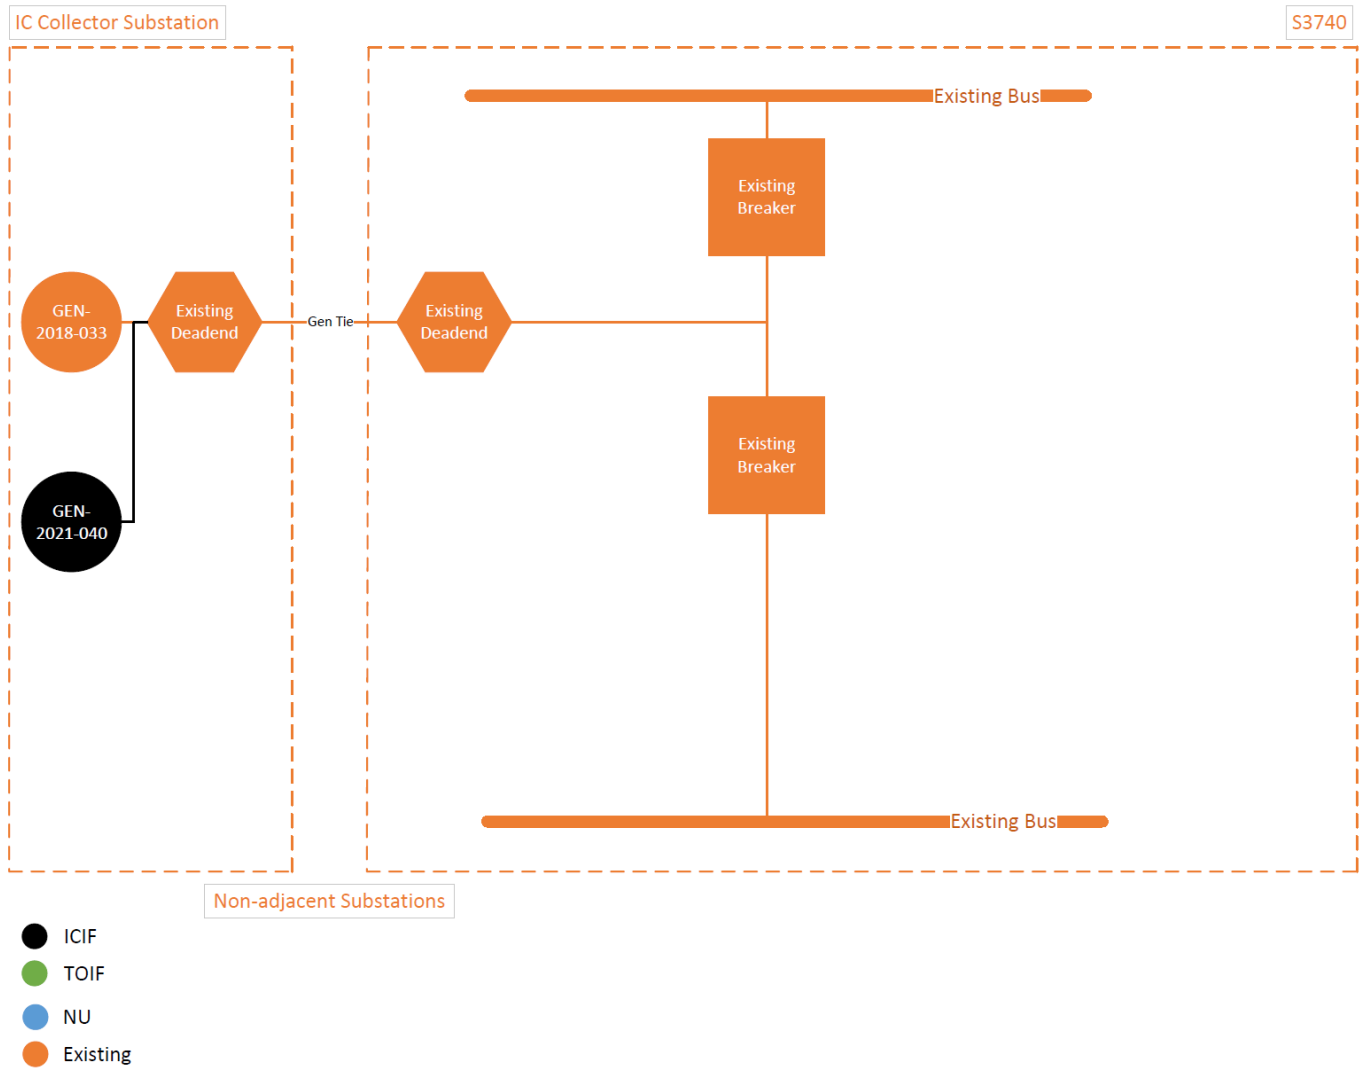 IC Collector Substation
S3740
Existing Bus
Existing
Breaker
GEN-
2018-033
Existing
Deadend
Gen Tie
Existing
Deadend
Existing
Breaker
GEN-
2021-040
Existing Bus
Non-adjacent Substations
ICIF
TOIF
NU
Existing